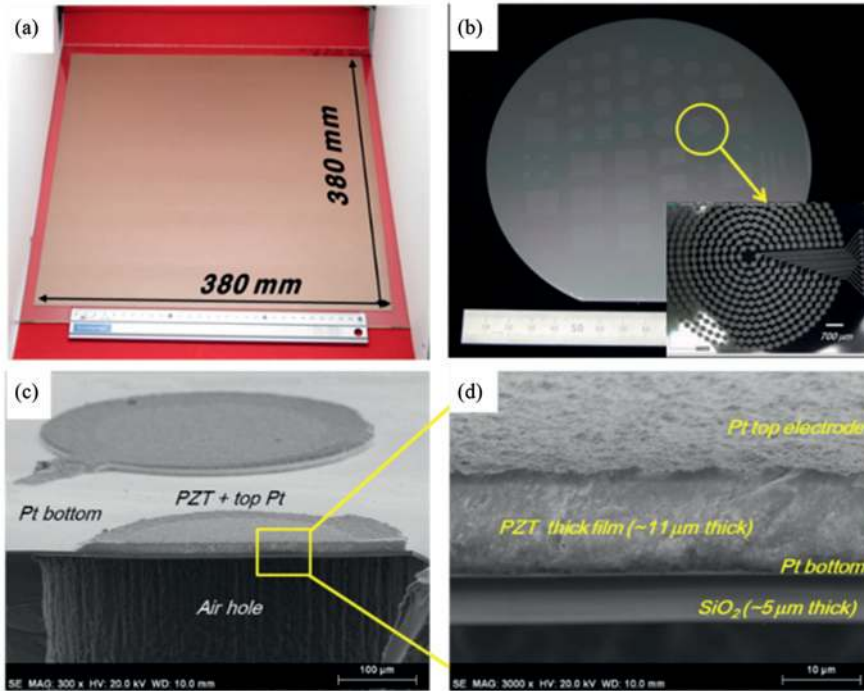 (a)
380 mm
380 mm
(b)
50
700 µm
(c)
Pt bottom
PZT + top Pt
Air hole
SE MAG: 300 x HV: 20.0 kV WD: 10.0 mm
100 µm
(d)
Pt top electrode
PZT thick film (~11 µm thick)
Pt bottom
SiO₂ (~5 µm thick)
SE MAG: 3000 x HV: 20.0 kV WD: 10.0 mm
10 µm